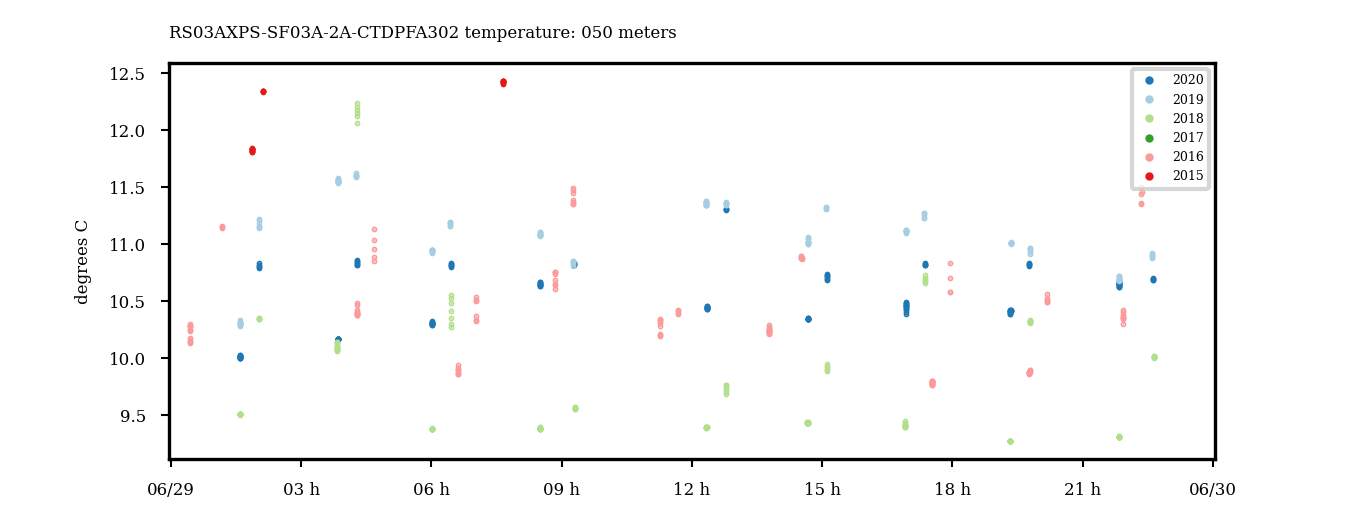 RS03AXPS-SF03A-2A-CTDPFA302 temperature: 050 meters
12.5
12.0
11.5
11.0
10.5
10.0
9.5
degrees C
2020
2019
2018
2017
2016
2015
06/29
03 h
06 h
09 h
12 h
15 h
18 h
21 h
06/30